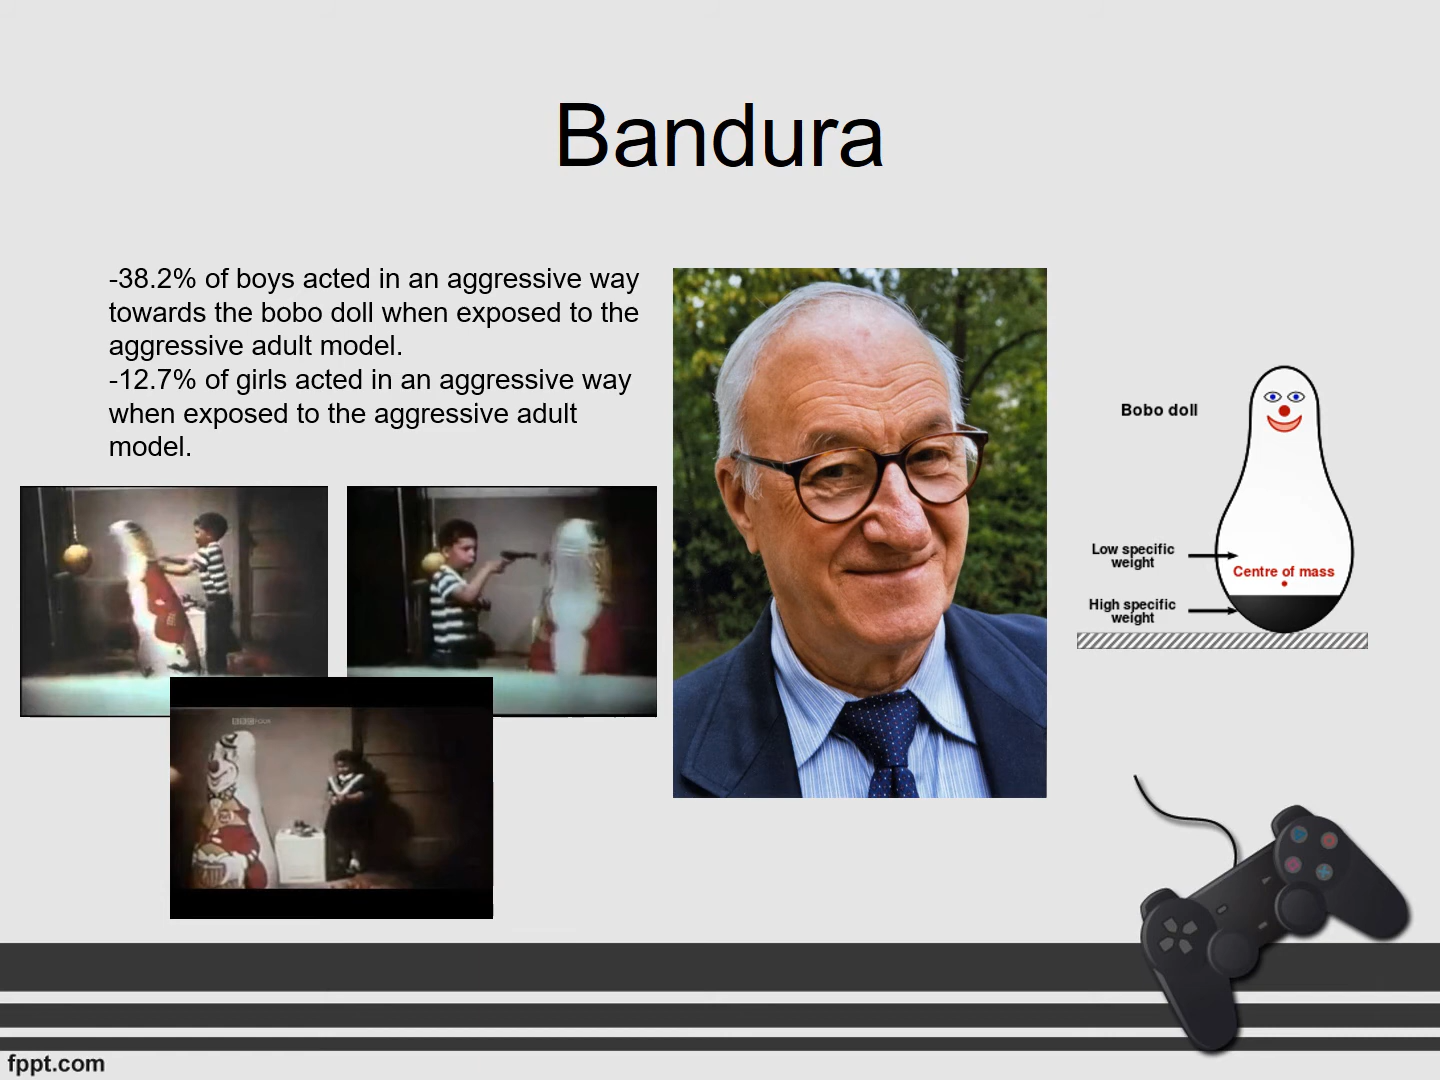 Bandura
-38.2% of boys acted in an aggressive way
towards the bobo doll when exposed to the
aggressive adult model.
-12.7% of girls acted in an aggressive way
when exposed to the aggressive adult
model.
Bobo doll
Low specific
weight
Centre of mass
High specific
weight
BBC FOUR
fppt.com